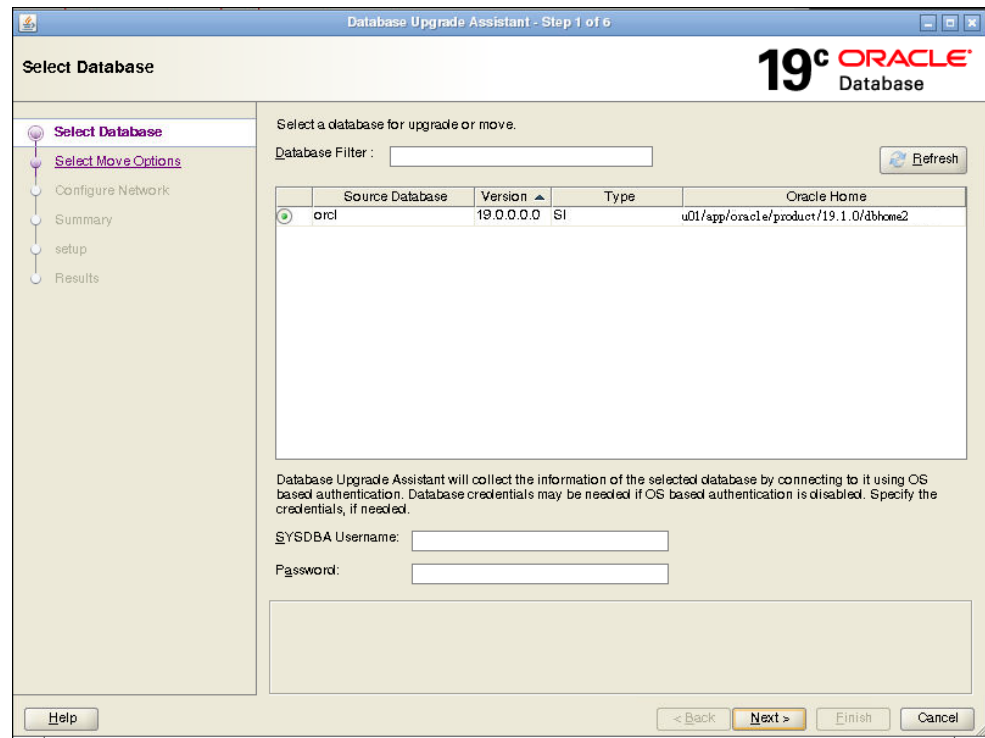 Database Upgrade Assistant - Step 1 of 6
Select Database
19c ORACLE
Database
Select Database
Select Move Options
Configure Network
Summary
setup
Results
Select a database for upgrade or move.
Database Filter :
Refresh
Source Database Version Type Oracle Home
orcl 19.0.0.0.0 SI u01/app/oracle/product/19.1.0/dbhome2
Database Upgrade Assistant will collect the information of the selected database by connecting to it using OS
based authentication. Database credentials may be needed if OS based authentication is disabled. Specify the
credentials, if needed.
SYSDBA Username:
Password:
Help < Back Next > Finish Cancel